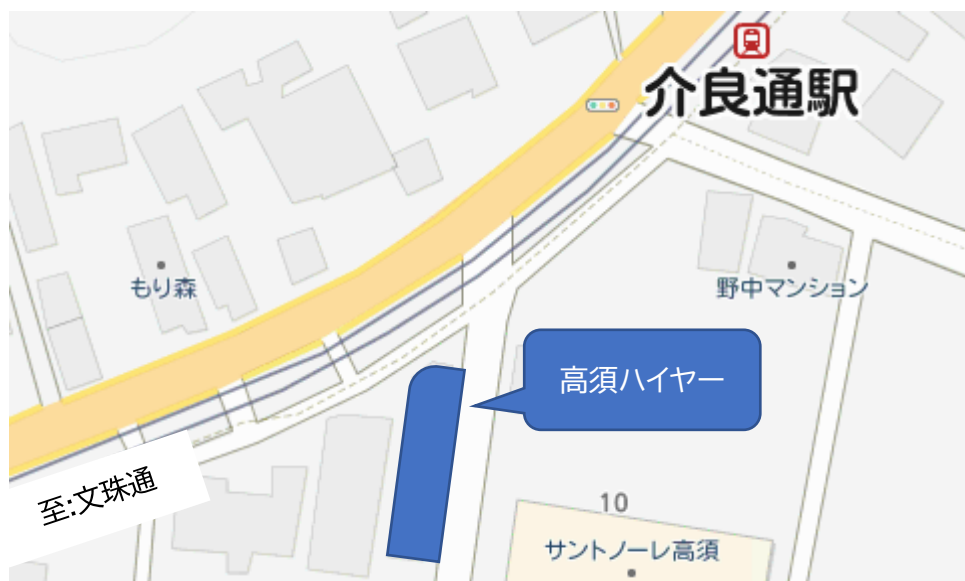 介良通駅
もり森
野中マンション
高須ハイヤー
至:文珠通
10
サントノーレ高須